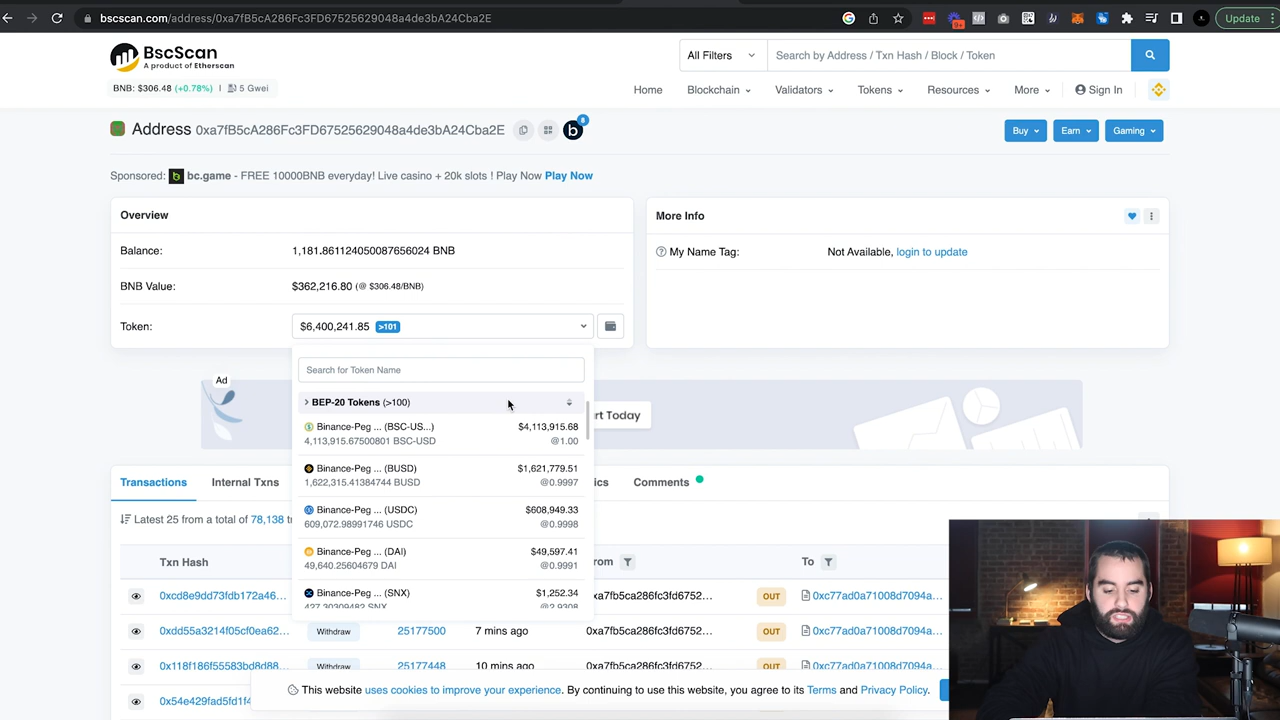 bscscan.com/address/0xa7fB5cA286Fc3FD67525629048a4de3bA24Cba2E
9+
Update
BscScan
A product of Etherscan
All Filters
Search by Address / Txn Hash / Block / Token
BNB: $306.48 (+0.78%) | 5 Gwei
Home Blockchain Validators Tokens Resources More Sign In
Address 0xa7fB5cA286Fc3FD67525629048a4de3bA24Cba2E
b 8
Buy Earn Gaming
Sponsored: bc.game - FREE 10000BNB everyday! Live casino + 20k slots ! Play Now Play Now
Overview
More Info
Balance: 1,181.861124050087656024 BNB
My Name Tag: Not Available, login to update
BNB Value: $362,216.80 (@ $306.48/BNB)
Token: $6,400,241.85 >101
Search for Token Name
Ad
BEP-20 Tokens (>100)
rt Today
Binance-Peg ... (BSC-US...) $4,113,915.68
4,113,915.67500801 BSC-USD @1.00
Binance-Peg ... (BUSD) $1,621,779.51
1,622,315.41384744 BUSD @0.9997
Binance-Peg ... (USDC) $608,949.33
609,072.98991746 USDC @0.9998
Binance-Peg ... (DAI) $49,597.41
49,640.25604679 DAI @0.9991
Binance-Peg ... (SNX) $1,252.34
427.30309482 SNX @2.9308
Transactions Internal Txns ics Comments
Latest 25 from a total of 78,138 t
Txn Hash rom To
0xcd8e9dd73fdb172a46... 0xa7fb5ca286fc3fd6752... OUT 0xc77ad0a71008d7094a...
0xdd55a3214f05cf0ea62... Withdraw 25177500 7 mins ago 0xa7fb5ca286fc3fd6752... OUT 0xc77ad0a71008d7094a...
0x118f186f55583bd8d88... Withdraw 25177448 10 mins ago 0xa7fb5ca286fc3fd6752... OUT 0xc77ad0a71008d7094a...
This website uses cookies to improve your experience. By continuing to use this website, you agree to its Terms and Privacy Policy.
0x54e429fad5fd1f4